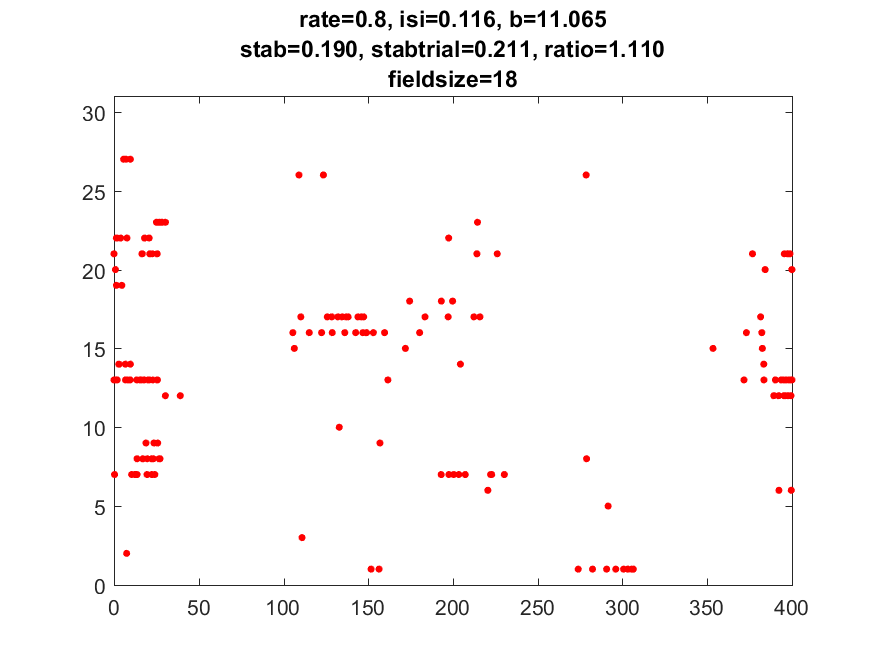 rate=0.8, isi=0.116, b=11.065
stab=0.190, stabtrial=0.211, ratio=1.110
fieldsize=18
30
25
20
15
10
5
0
0 50 100 150 200 250 300 350 400